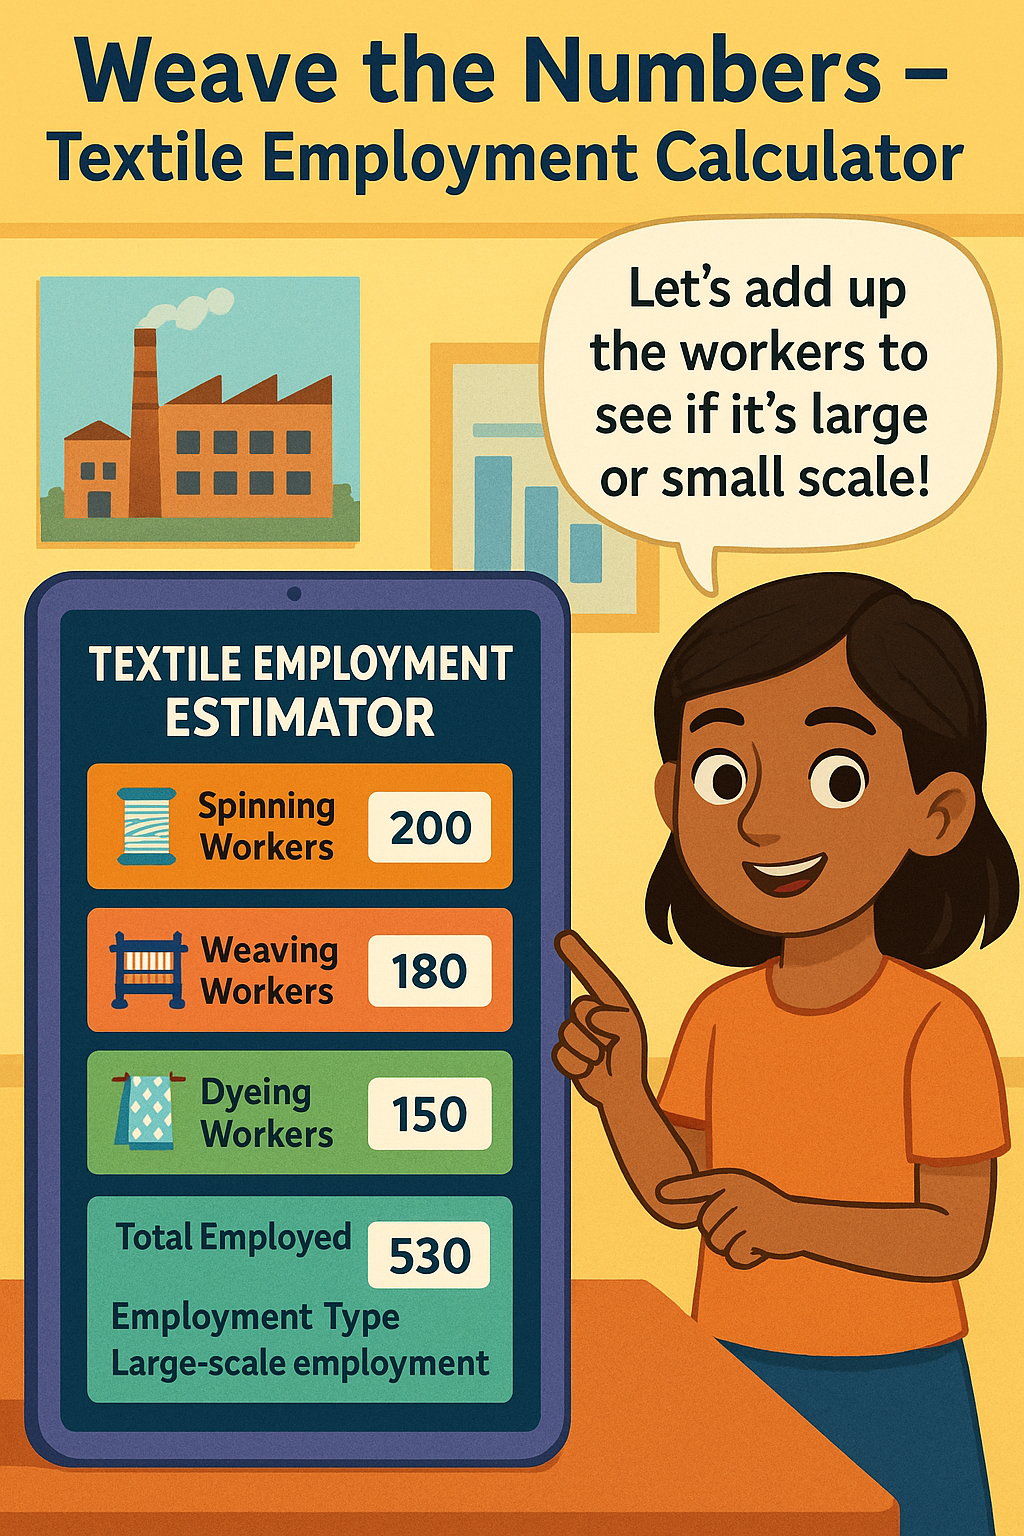 Weave the Numbers –
Textile Employment Calculator
Let's add up
the workers to
see if it's large
or small scale!
TEXTILE EMPLOYMENT
ESTIMATOR
Spinning
Workers
200
Weaving
Workers
180
Dyeing
Workers
150
Total Employed
530
Employment Type
Large-scale employment